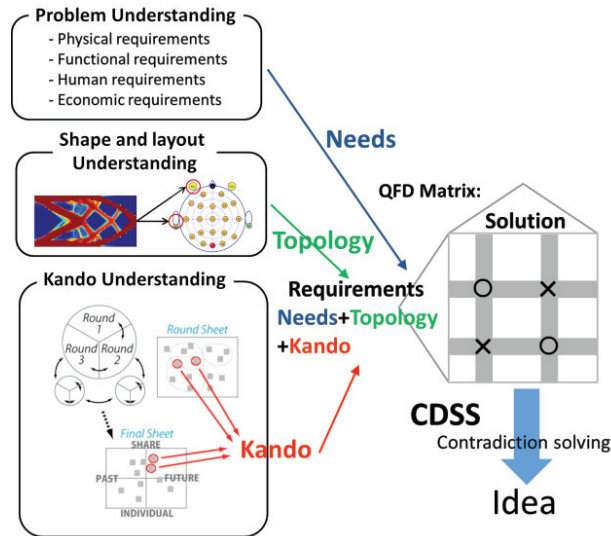 Problem Understanding
- Physical requirements
- Functional requirements
- Human requirements
- Economic requirements
Needs
Shape and layout
Understanding
QFD Matrix:
Solution
Topology
Kando Understanding
Requirements
Needs+Topology
+Kando
Round
1
Round
3
Round
2
Round Sheet
Final Sheet
SHARE
PAST
FUTURE
INDIVIDUAL
Kando
CDSS
Contradiction solving
Idea